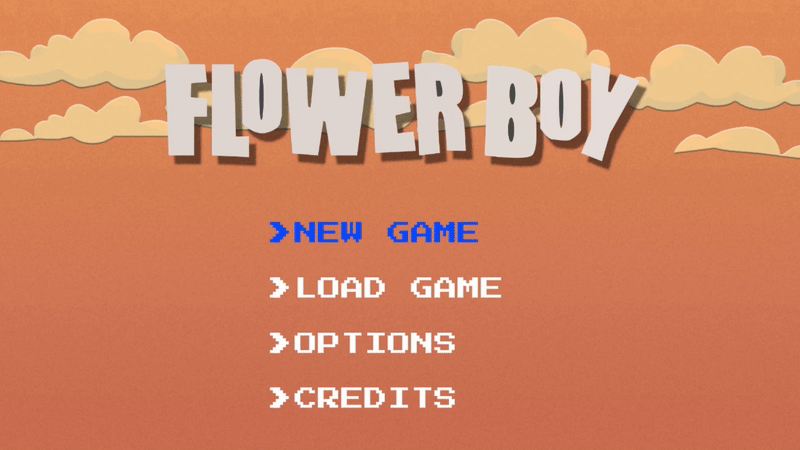 FLOWER BOY
>NEW GAME
>LOAD GAME
>OPTIONS
>CREDITS